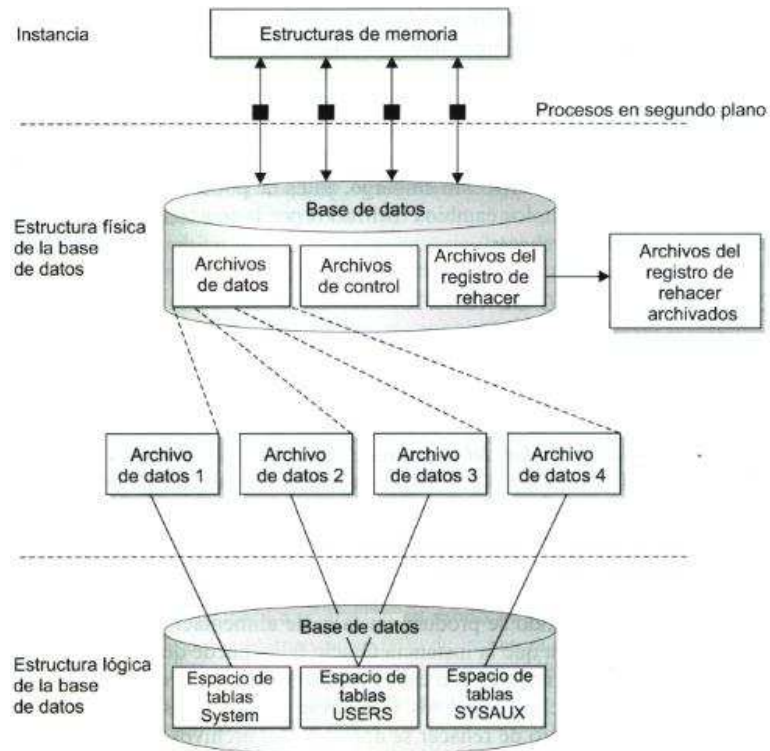 Instancia
Estructuras de memoria
Procesos en segundo plano
Base de datos
Estructura física
de la base
de datos
Archivos
de datos
Archivos
de control
Archivos del
registro de
rehacer
Archivos del
registro de
rehacer
archivados
Archivo
de datos 1
Archivo
de datos 2
Archivo
de datos 3
Archivo
de datos 4
Base de datos
Estructura lógica
de la base
de datos
Espacio de
tablas
System
Espacio de
tablas
USERS
Espacio de
tablas
SYSAUX